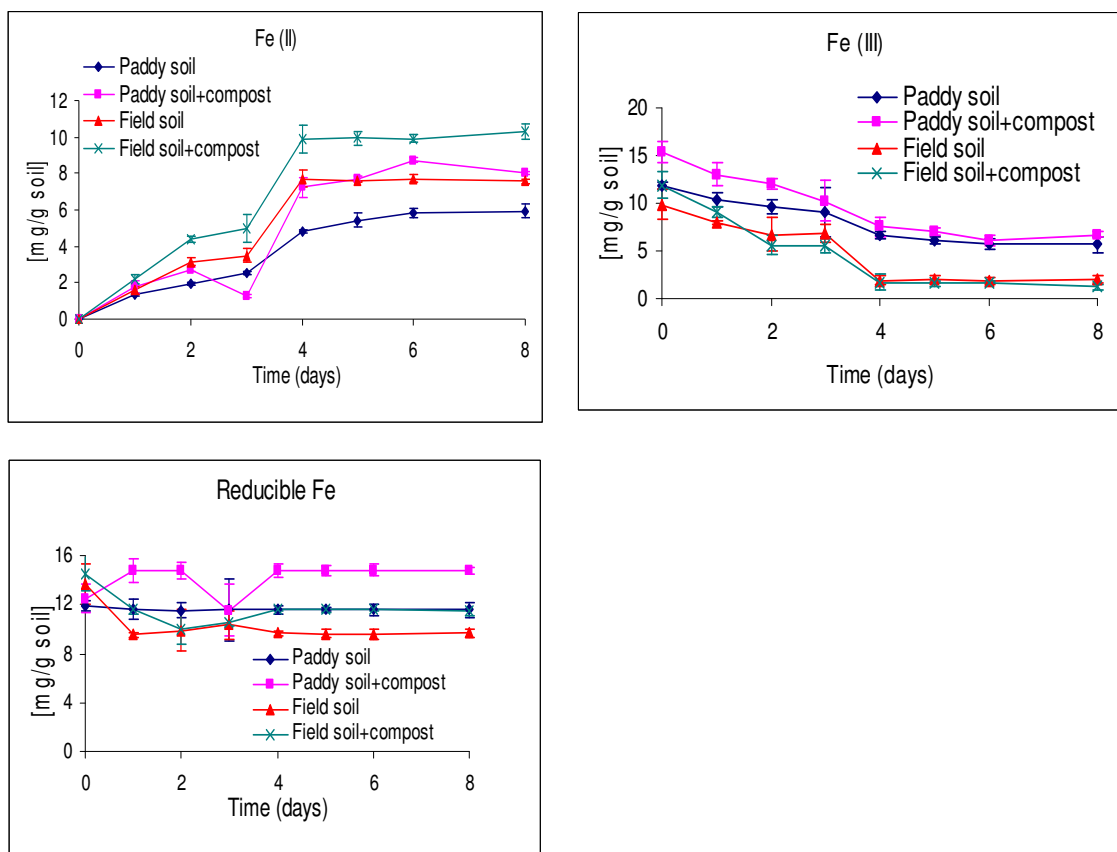 Fe (II)
Paddy soil
Paddy soil+compost
Field soil
Field soil+compost
[mg/g soil]
12
10
8
6
4
2
0
0 2 4 6 8
Time (days)
Fe (III)
Paddy soil
Paddy soil+compost
Field soil
Field soil+compost
[mg/g soil]
20
15
10
5
0
0 2 4 6 8
Time (days)
Reducible Fe
[mg/g soil]
16
12
8
4
0
Paddy soil
Paddy soil+compost
Field soil
Field soil+compost
0 2 4 6 8
Time (days)